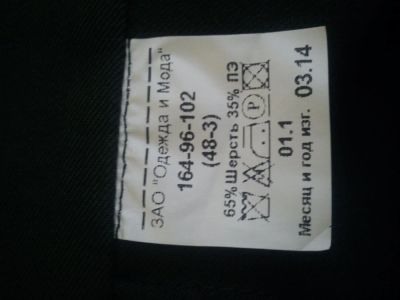 ЗАО "Одежда и Мода"
164-96-102
(48-3)
65% Шерсть 35% ПЭ
P
01.1
Месяц и год изг. 03.14